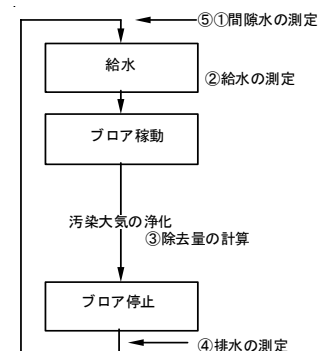 ⑤①間隙水の測定
給水
②給水の測定
ブロア稼動
汚染大気の浄化
③除去量の計算
ブロア停止
④排水の測定